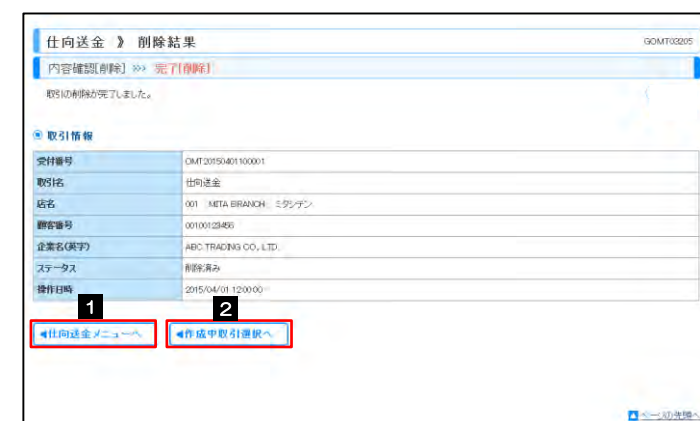 仕向送金 》 削除結果
GOMT03205
内容確認[削除] >>> 完了[削除]
取引の削除が完了しました。
取引情報
受付番号 OMT20150401100001
取引名 仕向送金
店名 001 MITA BRANCH ミタシテン
顧客番号 00100123456
企業名(英字) ABC TRADING CO., LTD.
ステータス 削除済み
操作日時 2015/04/01 12:00:00
1 2
◀仕向送金メニューへ ◀作成中取引選択へ
ページの先頭へ